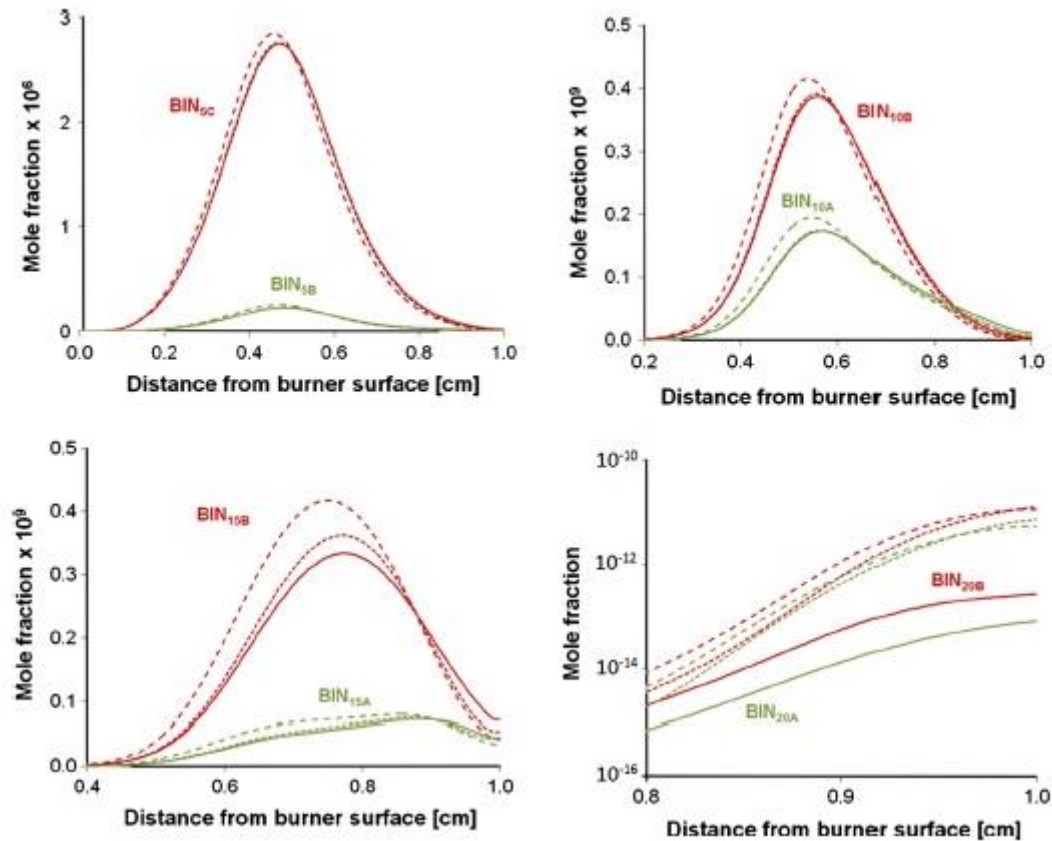 Mole fraction x 10⁶
3
2
1
0
BIN5C
BIN5B
0.0 0.2 0.4 0.6 0.8 1.0
Distance from burner surface [cm]
Mole fraction x 10⁹
0.5
0.4
0.3
0.2
0.1
0.0
BIN10B
BIN10A
0.2 0.4 0.6 0.8 1.0
Distance from burner surface [cm]
Mole fraction x 10⁹
0.5
0.4
0.3
0.2
0.1
0.0
BIN15B
BIN15A
0.4 0.6 0.8 1.0
Distance from burner surface [cm]
Mole fraction
10⁻¹⁰
10⁻¹²
10⁻¹⁴
10⁻¹⁶
BIN20B
BIN20A
0.8 0.9 1.0
Distance from burner surface [cm]